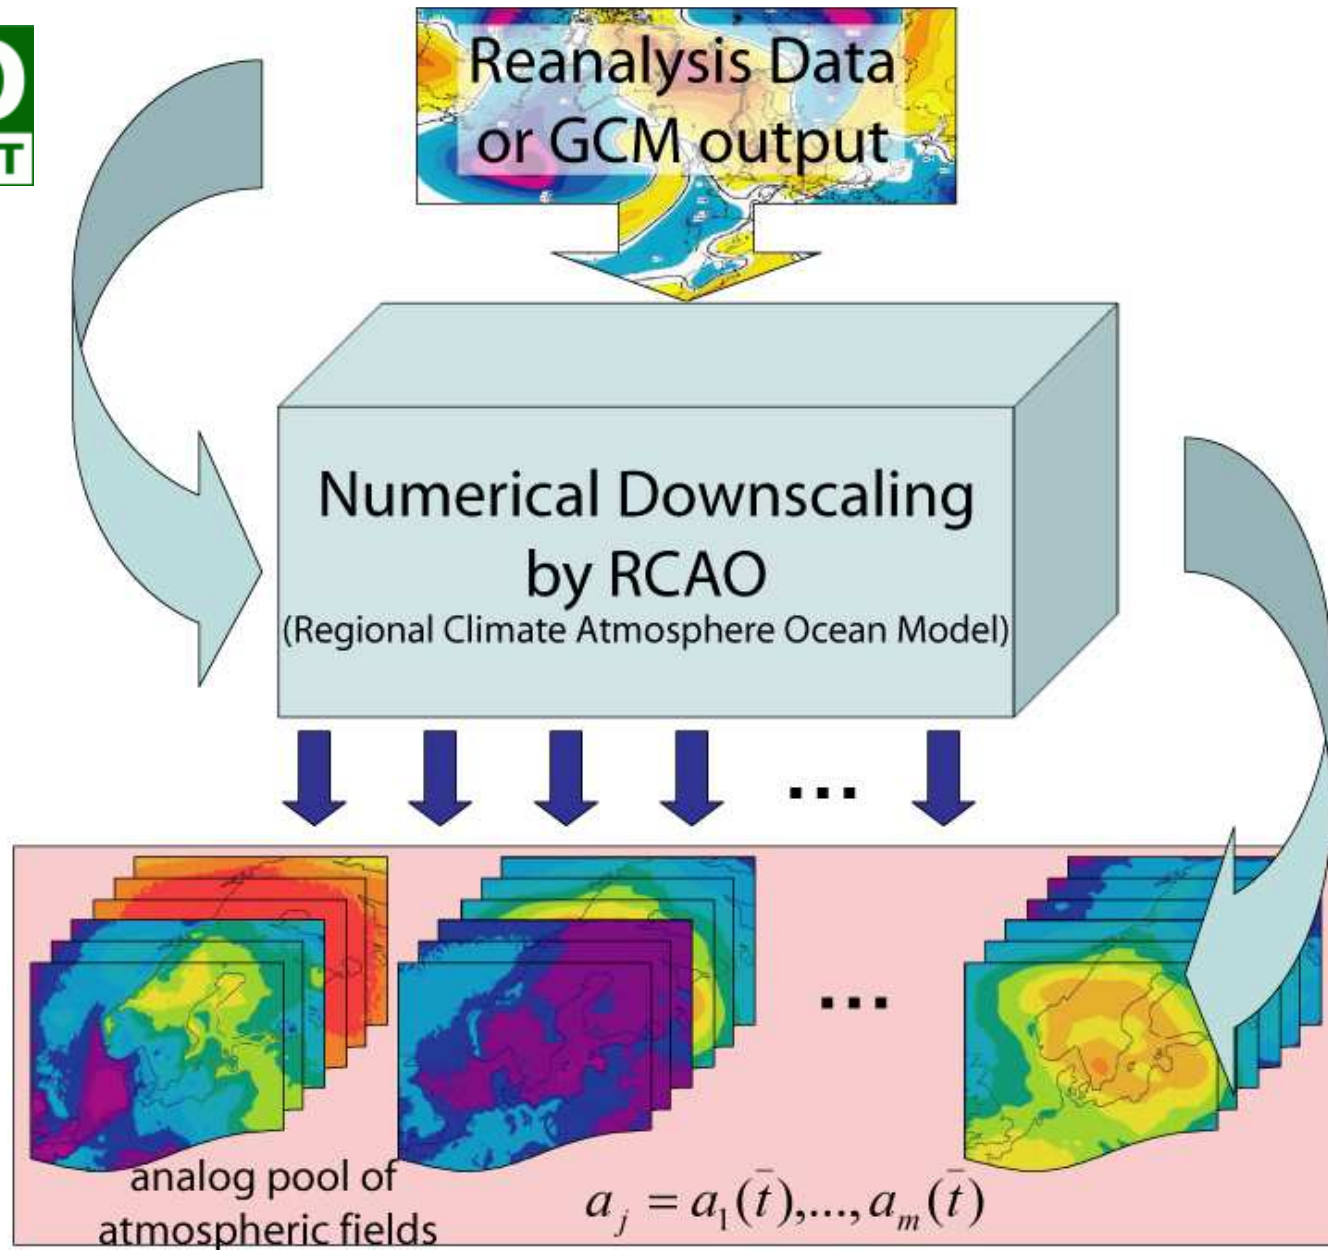 Reanalysis Data
or GCM output
Numerical Downscaling
by RCAO
(Regional Climate Atmosphere Ocean Model)
...
...
analog pool of
atmospheric fields
a_j = a_1(t̄),...,a_m(t̄)